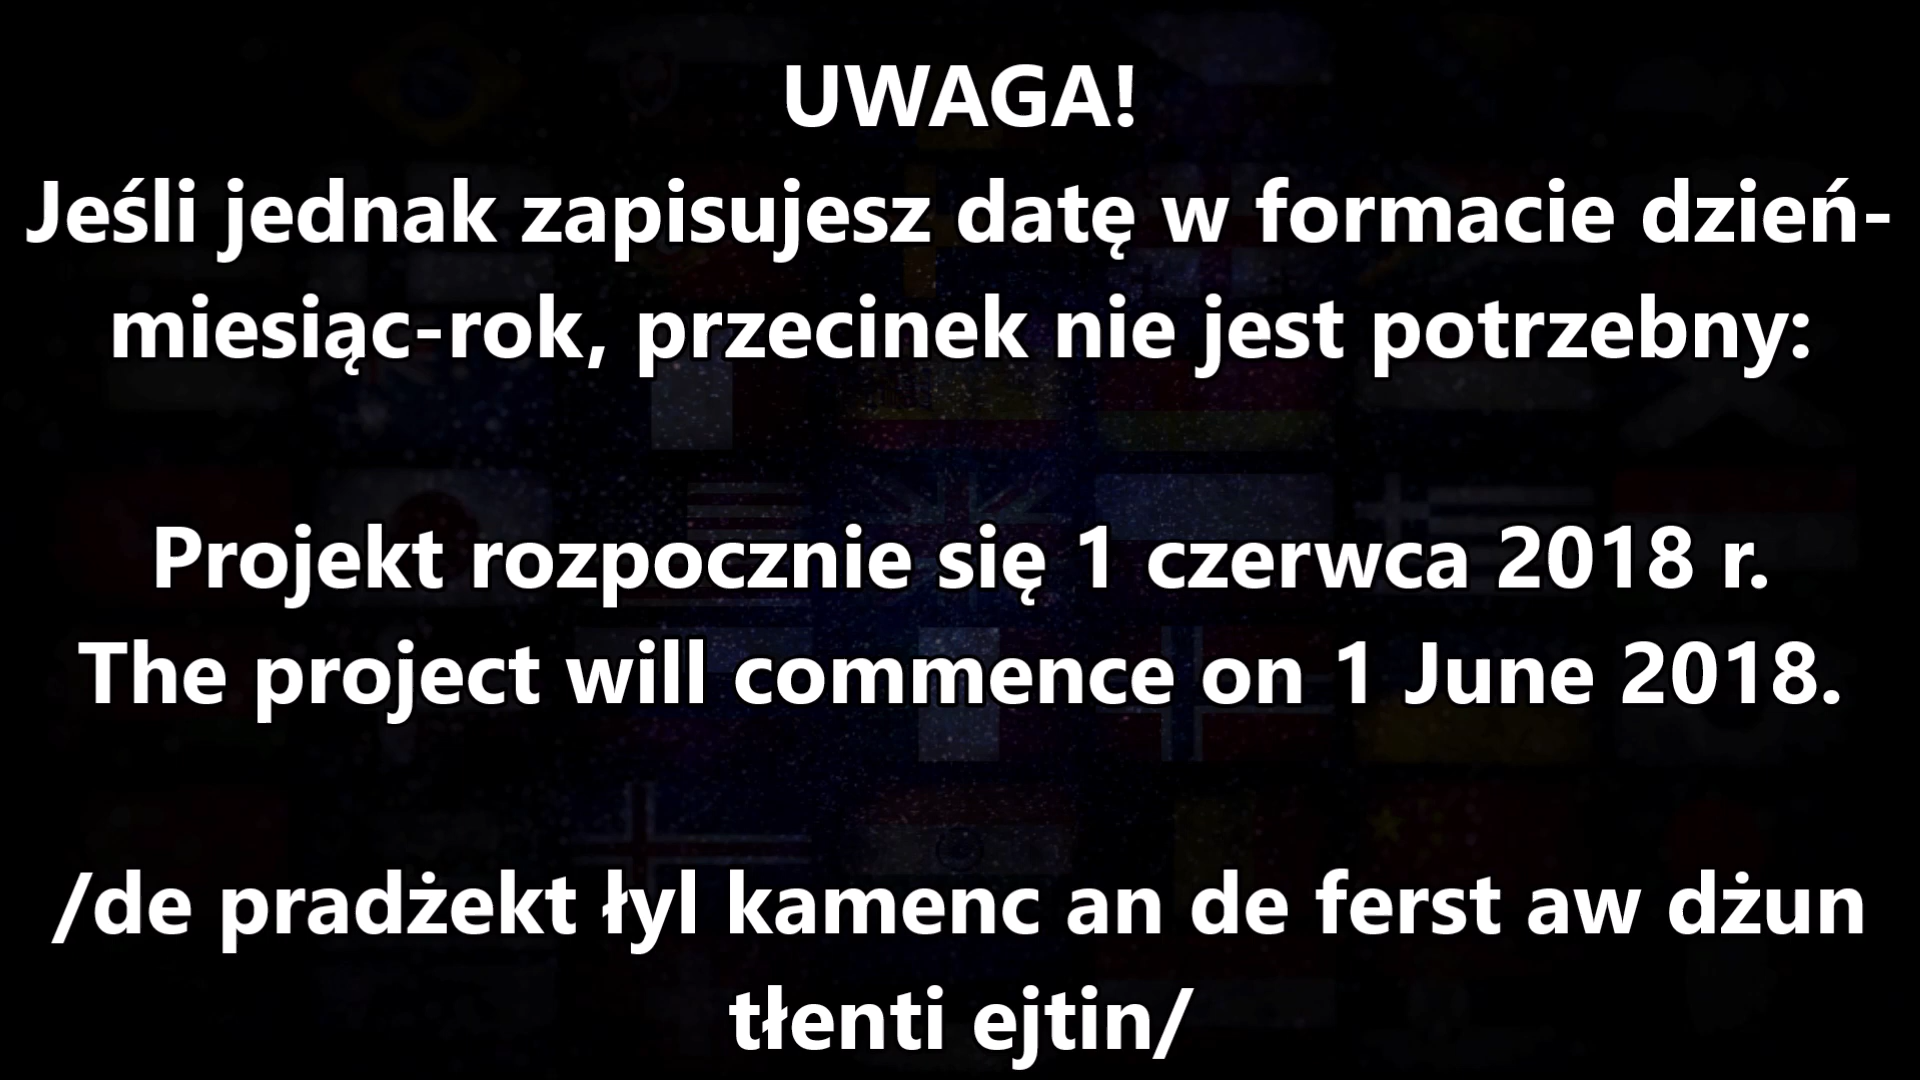 UWAGA!
Jeśli jednak zapisujesz datę w formacie dzień-
miesiąc-rok, przecinek nie jest potrzebny:
Projekt rozpocznie się 1 czerwca 2018 r.
The project will commence on 1 June 2018.
/de pradżekt łyl kamenc an de ferst aw dżun
tłenti ejtin/